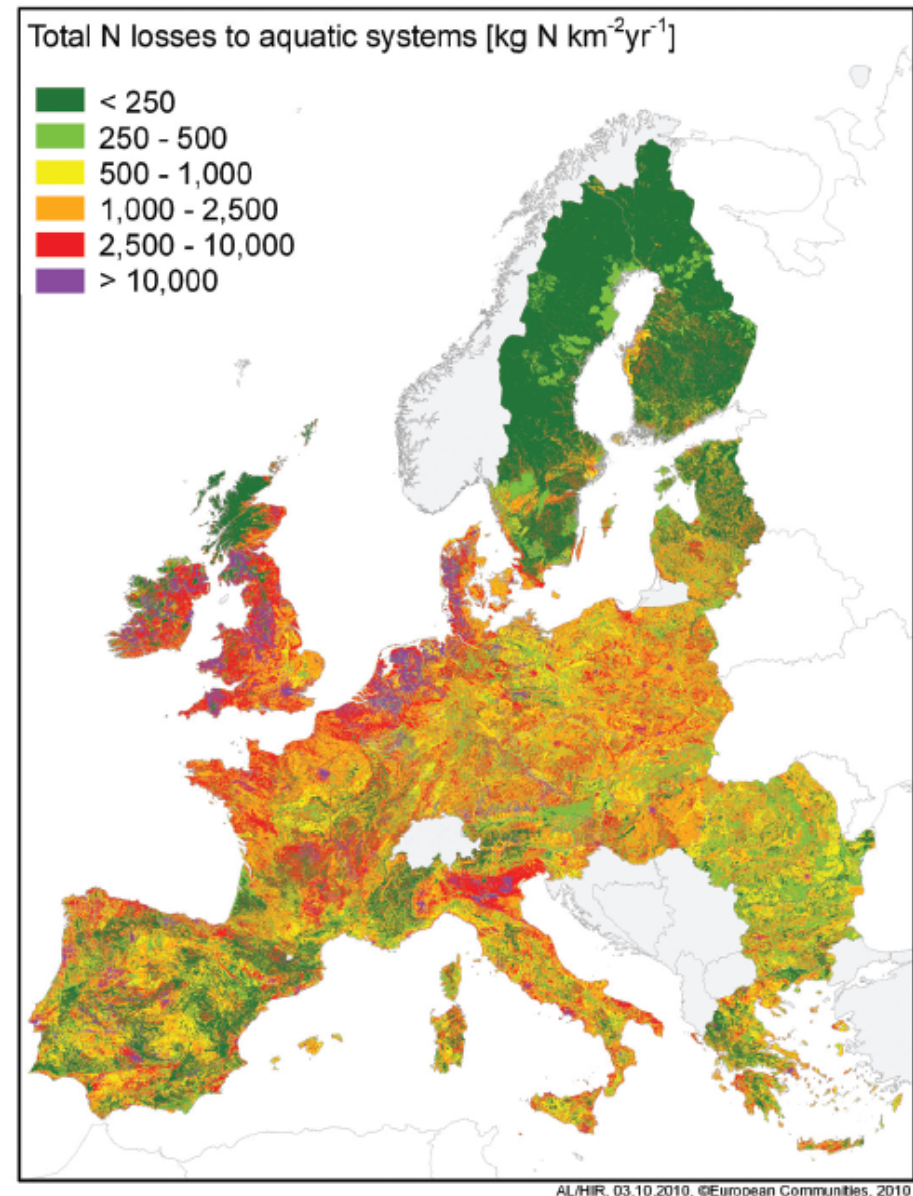 Total N losses to aquatic systems [kg N km⁻²yr⁻¹]
< 250
250 - 500
500 - 1,000
1,000 - 2,500
2,500 - 10,000
> 10,000
AL/HIR, 03.10.2010, ©European Communities, 2010